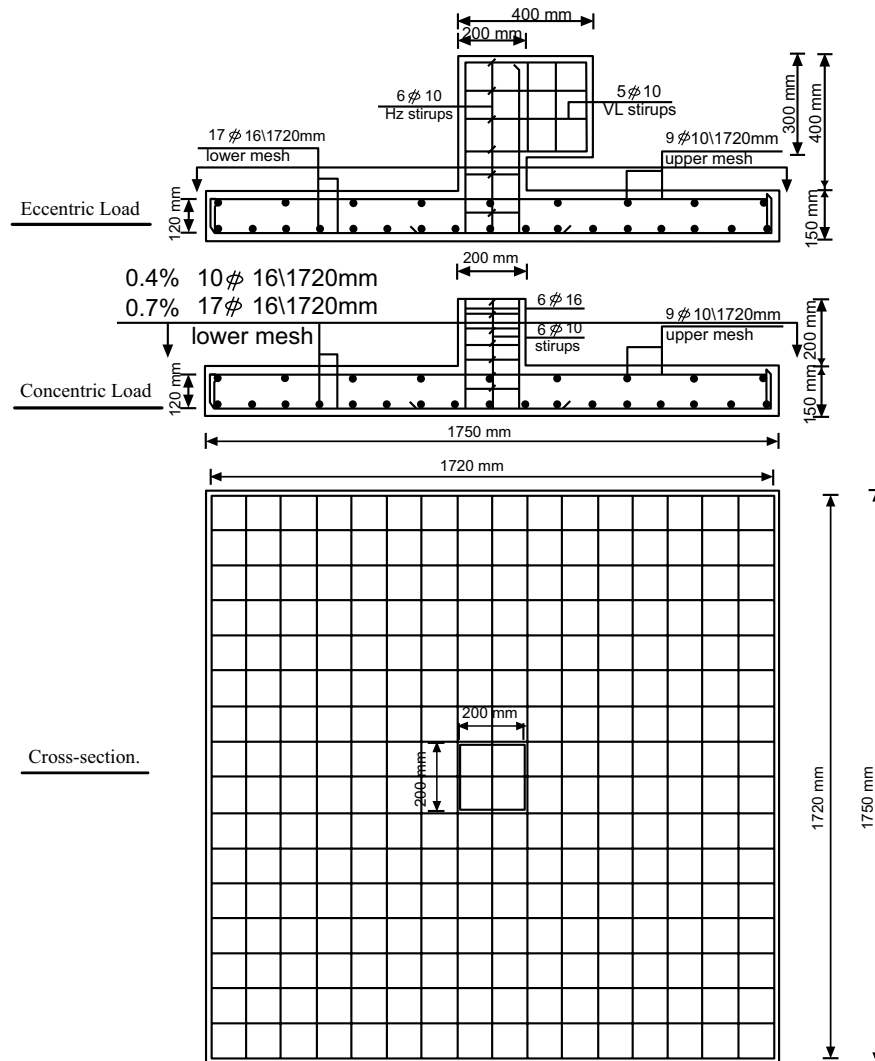 400 mm
200 mm
6 ⌀ 10
Hz stirups
5 ⌀ 10
VL stirups
300 mm
400 mm
17 ⌀ 16\1720mm
lower mesh
9 ⌀10\1720mm
upper mesh
Eccentric Load
120 mm
150 mm
200 mm
0.4% 10⌀ 16\1720mm
0.7% 17⌀ 16\1720mm
lower mesh
6 ⌀ 16
6 ⌀ 10
stirups
9 ⌀10\1720mm
upper mesh
200 mm
Concentric Load
120 mm
150 mm
1750 mm
1720 mm
200 mm
200 mm
Cross-section.
1720 mm
1750 mm